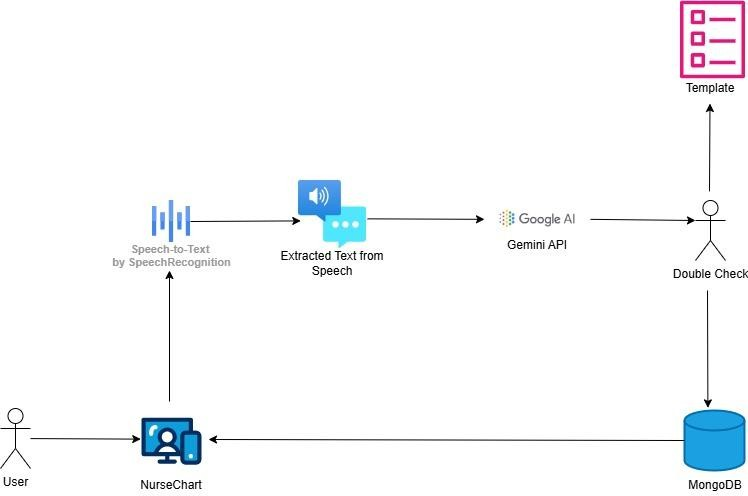 Template
Speech-to-Text
by SpeechRecognition
Extracted Text from
Speech
Google AI
Gemini API
Double Check
User
NurseChart
MongoDB